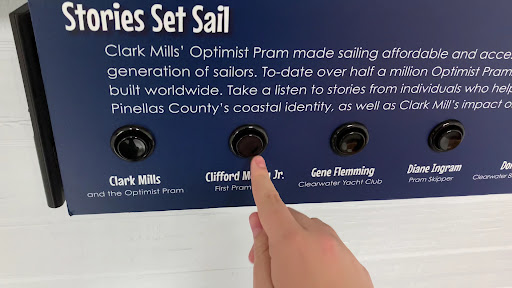 Stories Set Sail
Clark Mills' Optimist Pram made sailing affordable and acce
generation of sailors. To-date over half a million Optimist Pram
built worldwide. Take a listen to stories from individuals who help
Pinellas County's coastal identity, as well as Clark Mill's impact o
Clark Mills
and the Optimist Pram
Clifford Jr.
First Pram
Gene Flemming
Clearwater Yacht Club
Diane Ingram
Pram Skipper
Do
Clearwater B